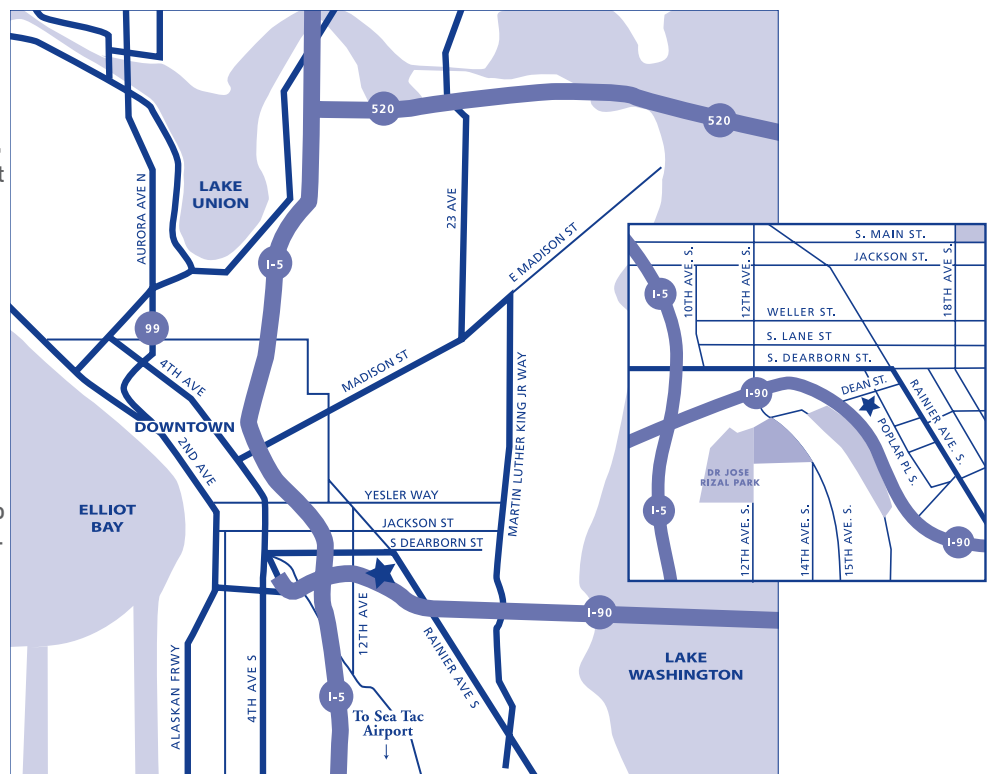 520
520
t
AURORA AVE N
LAKE
UNION
23 AVE
E MADISON ST
I-5
99
4TH AVE
MADISON ST
DOWNTOWN
2ND AVE
MARTIN LUTHER KING JR WAY
ELLIOT
BAY
YESLER WAY
JACKSON ST
S DEARBORN ST
12TH AVE
I-90
RAINIER AVE S
LAKE
WASHINGTON
ALASKAN FRWY
4TH AVE S
I-5
To Sea Tac
Airport
↓
S. MAIN ST.
JACKSON ST.
10TH AVE. S.
12TH AVE. S.
18TH AVE. S.
I-5
WELLER ST.
S. LANE ST
S. DEARBORN ST.
I-90
DEAN ST.
RAINIER AVE. S.
POPLAR PL S.
DR JOSE
RIZAL PARK
I-5
12TH AVE. S.
14TH AVE. S.
15TH AVE. S.
I-90